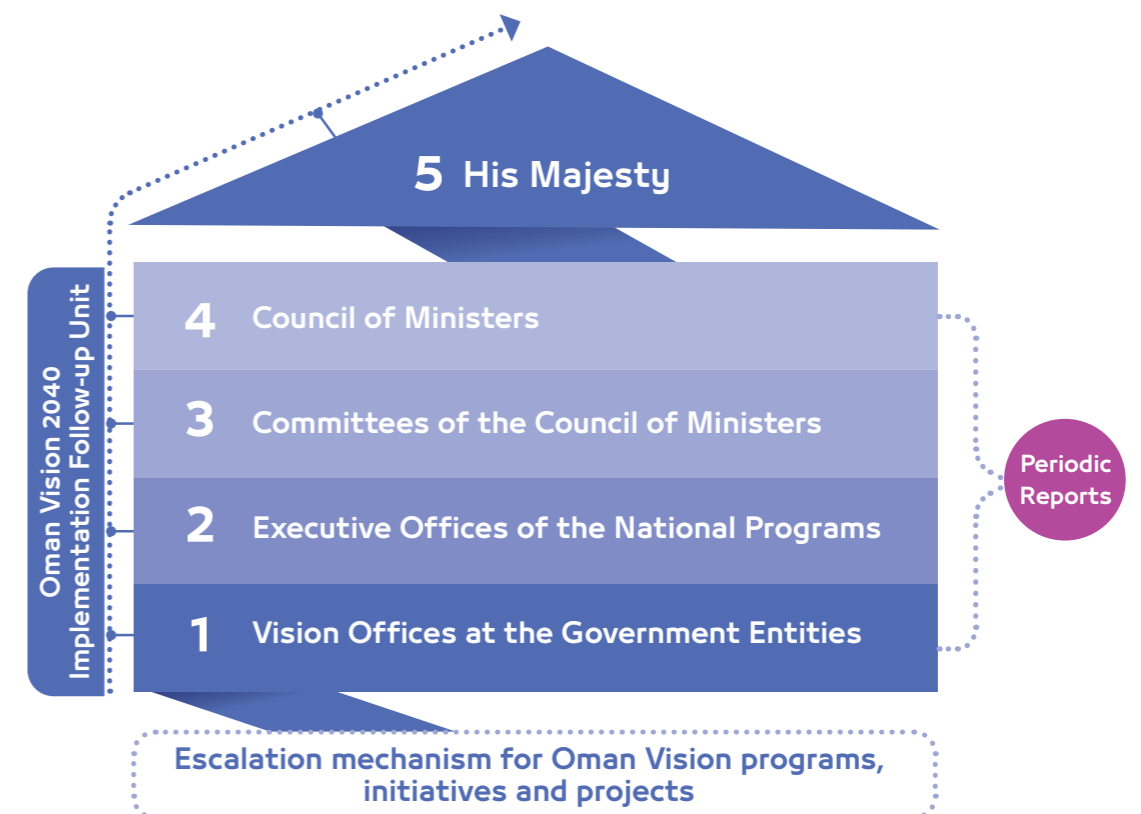 5 His Majesty
4 Council of Ministers
3 Committees of the Council of Ministers
2 Executive Offices of the National Programs
1 Vision Offices at the Government Entities
Oman Vision 2040
Implementation Follow-up Unit
Periodic
Reports
Escalation mechanism for Oman Vision programs,
initiatives and projects